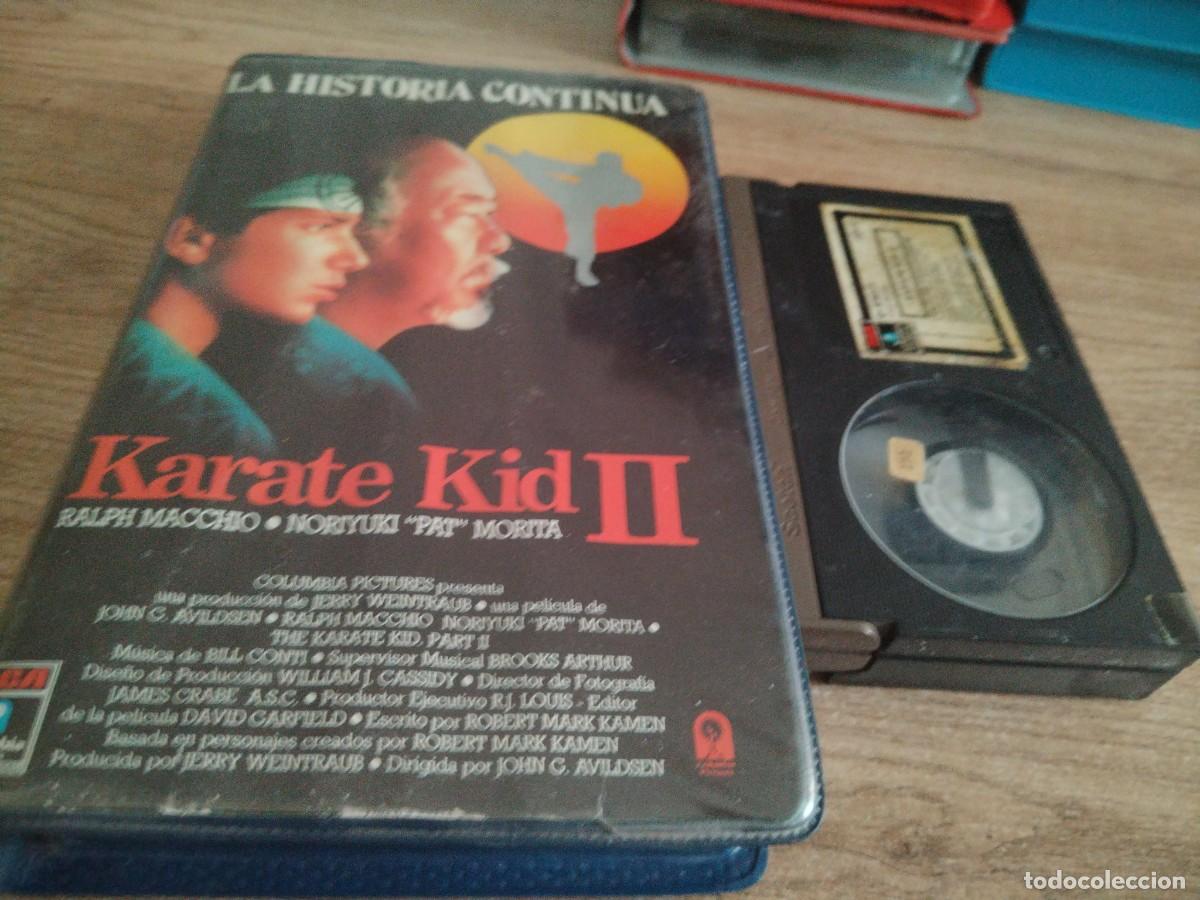 LA HISTORIA CONTINUA
Karate Kid II
RALPH MACCHIO • NORIYUKI "PAT" MORITA
COLUMBIA PICTURES presenta
una producción de JERRY WEINTRAUB • una película de
JOHN G. AVILDSEN • RALPH MACCHIO NORIYUKI "PAT" MORITA •
THE KARATE KID, PART II
Música de BILL CONTI • Supervisor Musical BROOKS ARTHUR
Diseño de Producción WILLIAM J. CASSIDY • Director de Fotografía
JAMES CRABE A.S.C. • Productor Ejecutivo R.J. LOUIS - Editor
de la película DAVID GARFIELD • Escrito por ROBERT MARK KAMEN
Basada en personajes creados por ROBERT MARK KAMEN
Producida por JERRY WEINTRAUB • Dirigida por JOHN G. AVILDSEN
todocoleccion